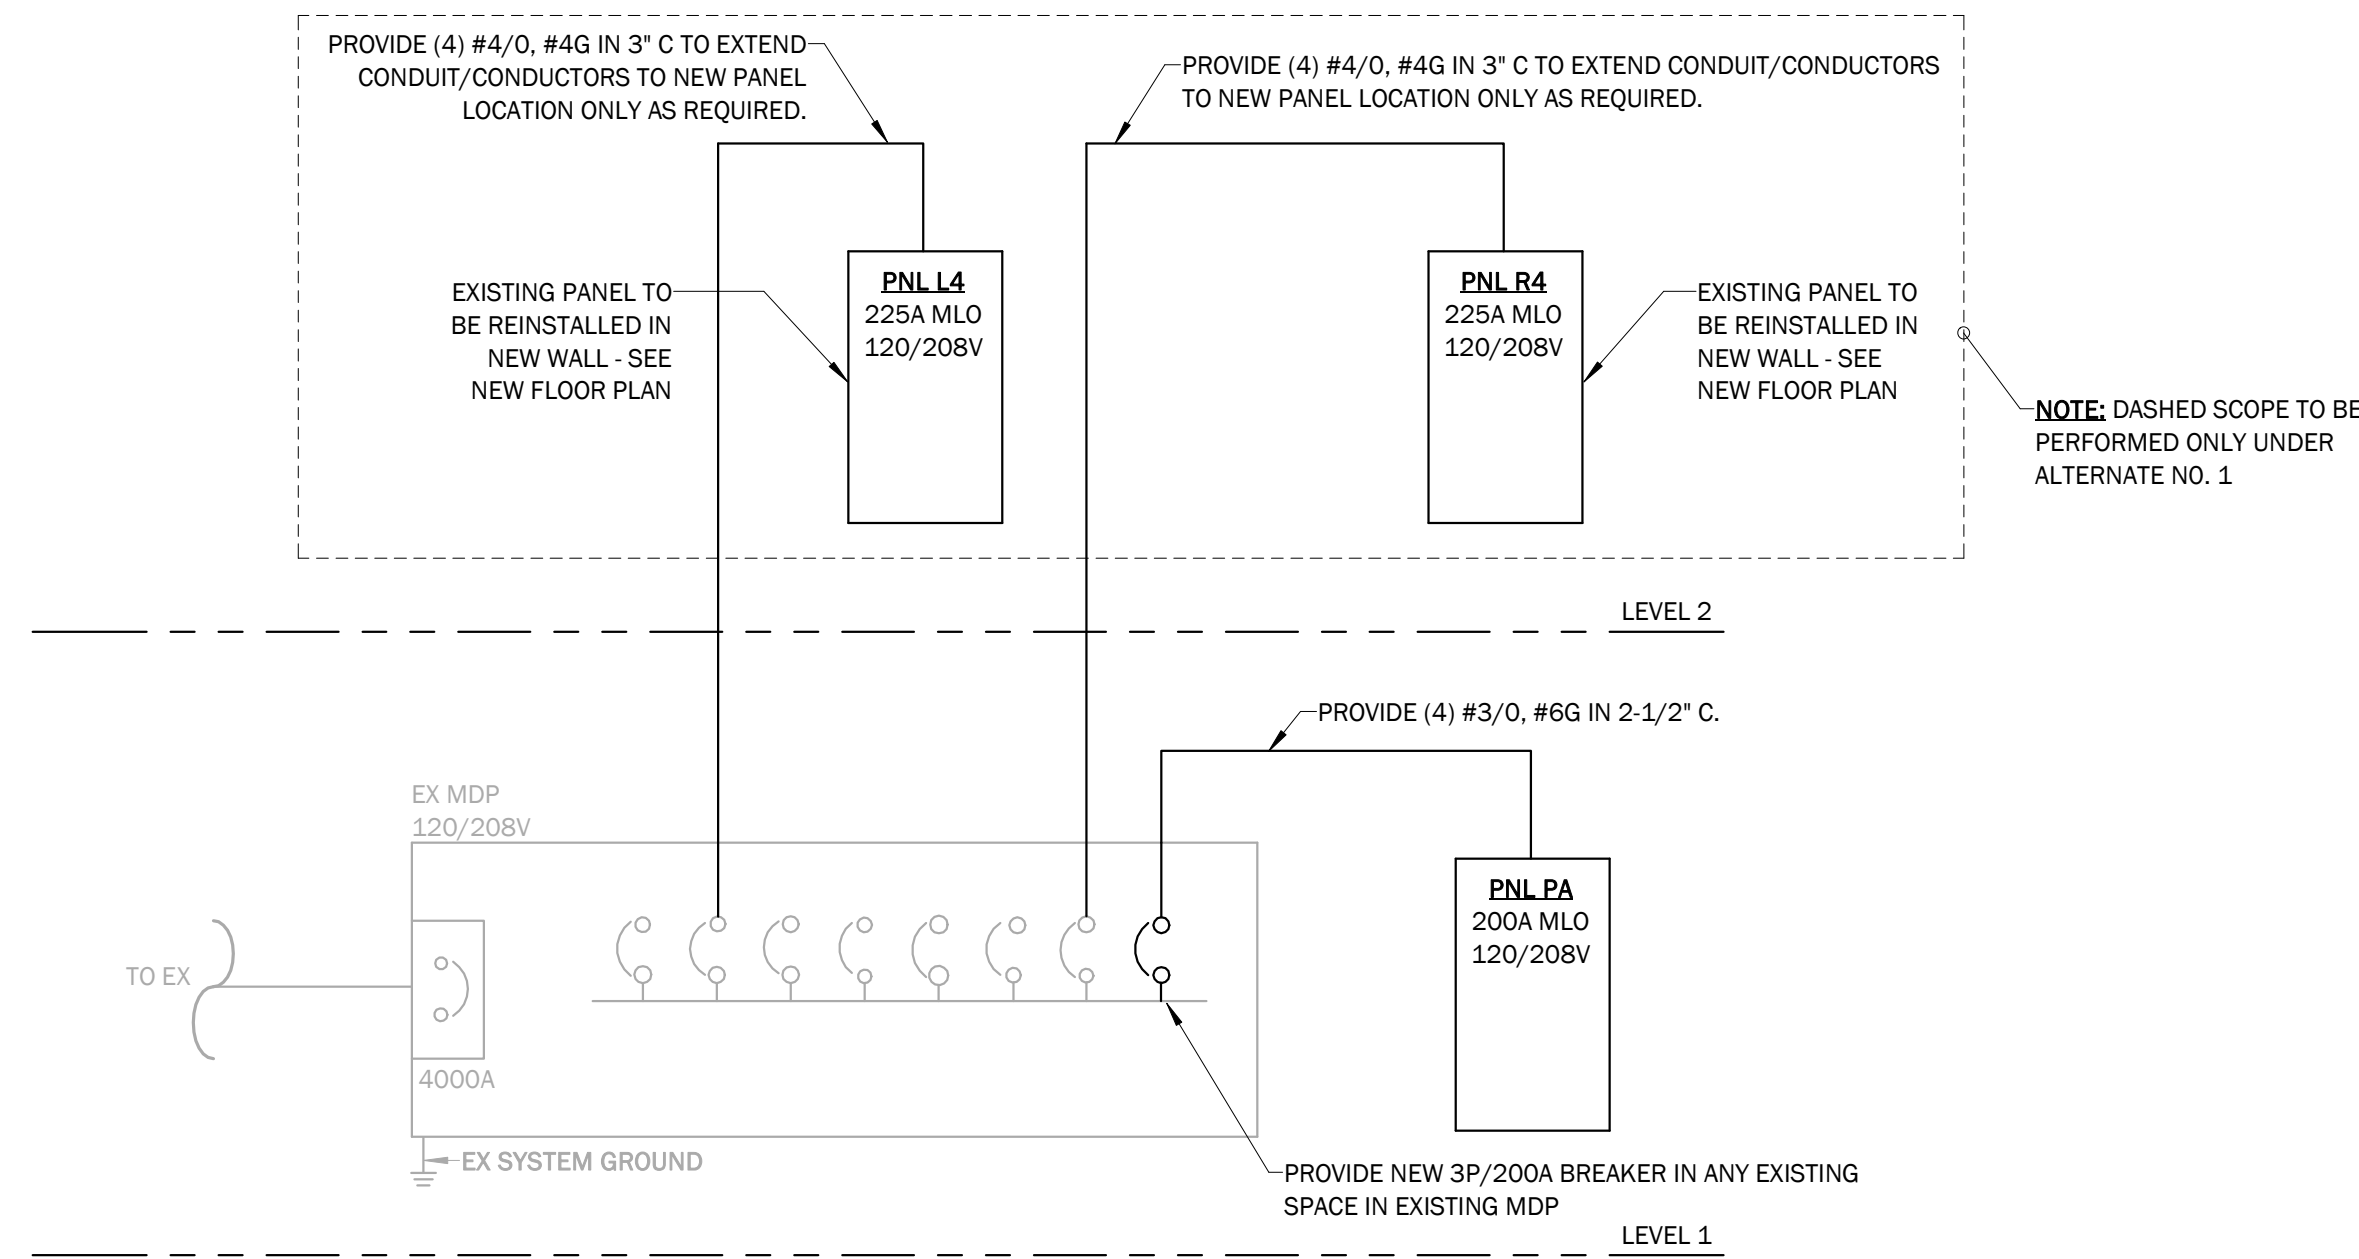 PROVIDE (4) #4/0, #4G IN 3" C TO EXTEND
CONDUIT/CONDUCTORS TO NEW PANEL
LOCATION ONLY AS REQUIRED.
PROVIDE (4) #4/0, #4G IN 3" C TO EXTEND CONDUIT/CONDUCTORS
TO NEW PANEL LOCATION ONLY AS REQUIRED.
EXISTING PANEL TO
BE REINSTALLED IN
NEW WALL - SEE
NEW FLOOR PLAN
PNL L4
225A MLO
120/208V
PNL R4
225A MLO
120/208V
EXISTING PANEL TO
BE REINSTALLED IN
NEW WALL - SEE
NEW FLOOR PLAN
NOTE: DASHED SCOPE TO BE
PERFORMED ONLY UNDER
ALTERNATE NO. 1
LEVEL 2
PROVIDE (4) #3/0, #6G IN 2-1/2" C.
EX MDP
120/208V
PNL PA
200A MLO
120/208V
TO EX
4000A
EX SYSTEM GROUND
PROVIDE NEW 3P/200A BREAKER IN ANY EXISTING
SPACE IN EXISTING MDP
LEVEL 1